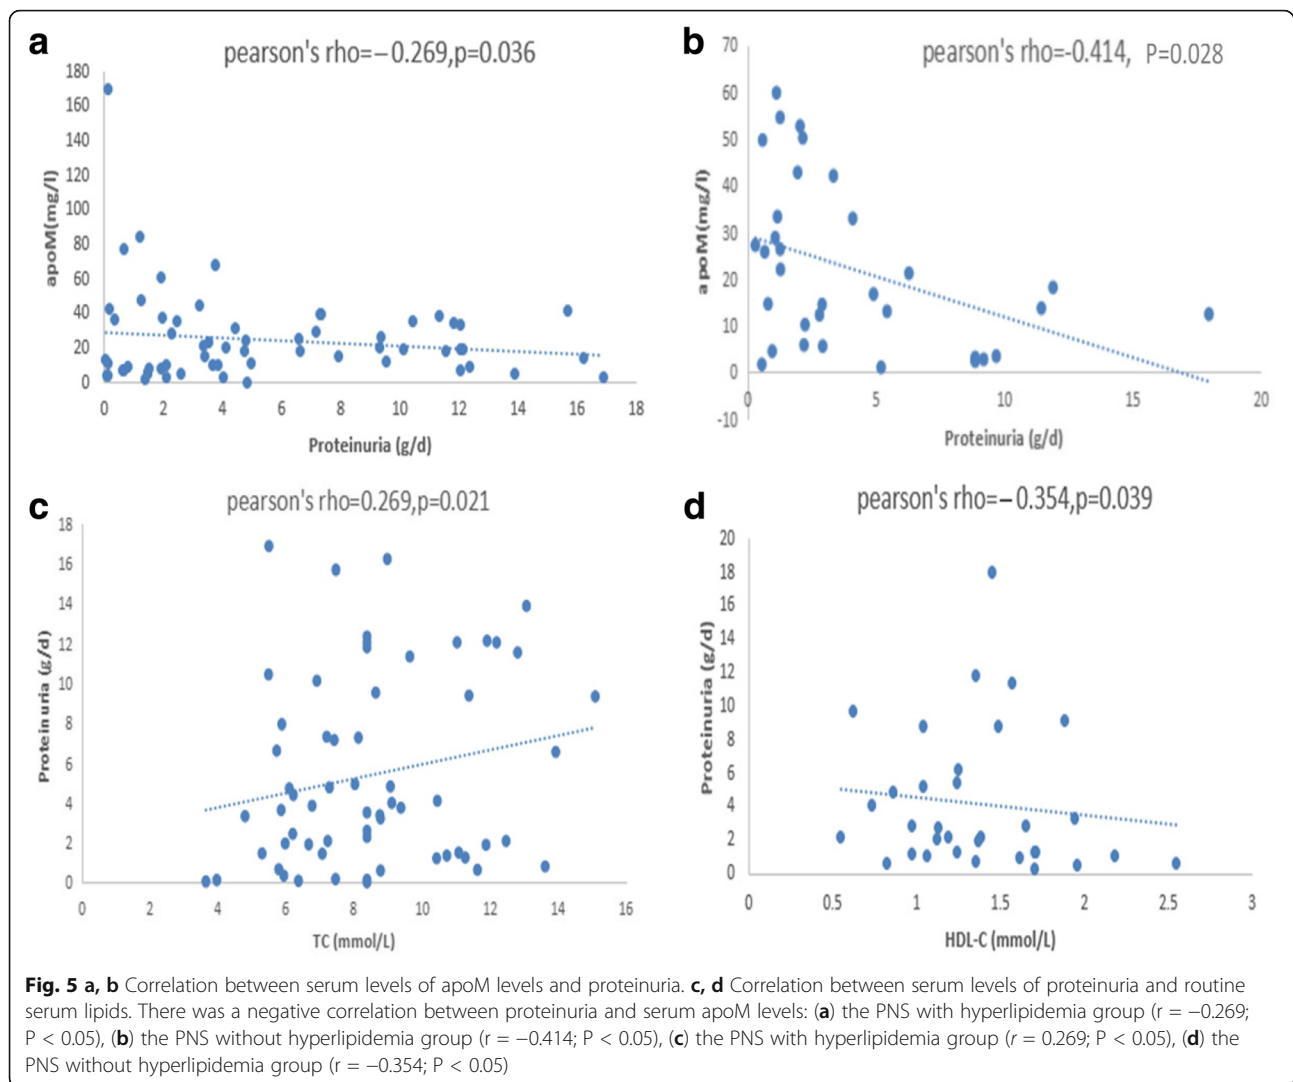 a
pearson's rho=−0.269,p=0.036
180
160
140
120
100
80
60
40
20
0
apoM(mg/l)
0 2 4 6 8 10 12 14 16 18
Proteinuria (g/d)
b
pearson's rho=-0.414, P=0.028
70
60
50
40
30
20
10
0
-10
apoM(mg/l)
0 5 10 15 20
Proteinuria (g/d)
c
pearson's rho=0.269,p=0.021
18
16
14
12
10
8
6
4
2
0
Proteinuria (g/d)
0 2 4 6 8 10 12 14 16
TC (mmol/L)
d
pearson's rho=−0.354,p=0.039
20
18
16
14
12
10
8
6
4
2
0
Proteinuria (g/d)
0 0.5 1 1.5 2 2.5 3
HDL-C (mmol/L)
Fig. 5 a, b Correlation between serum levels of apoM levels and proteinuria. c, d Correlation between serum levels of proteinuria and routine
serum lipids. There was a negative correlation between proteinuria and serum apoM levels: (a) the PNS with hyperlipidemia group (r = −0.269;
P < 0.05), (b) the PNS without hyperlipidemia group (r = −0.414; P < 0.05), (c) the PNS with hyperlipidemia group (r = 0.269; P < 0.05), (d) the
PNS without hyperlipidemia group (r = −0.354; P < 0.05)